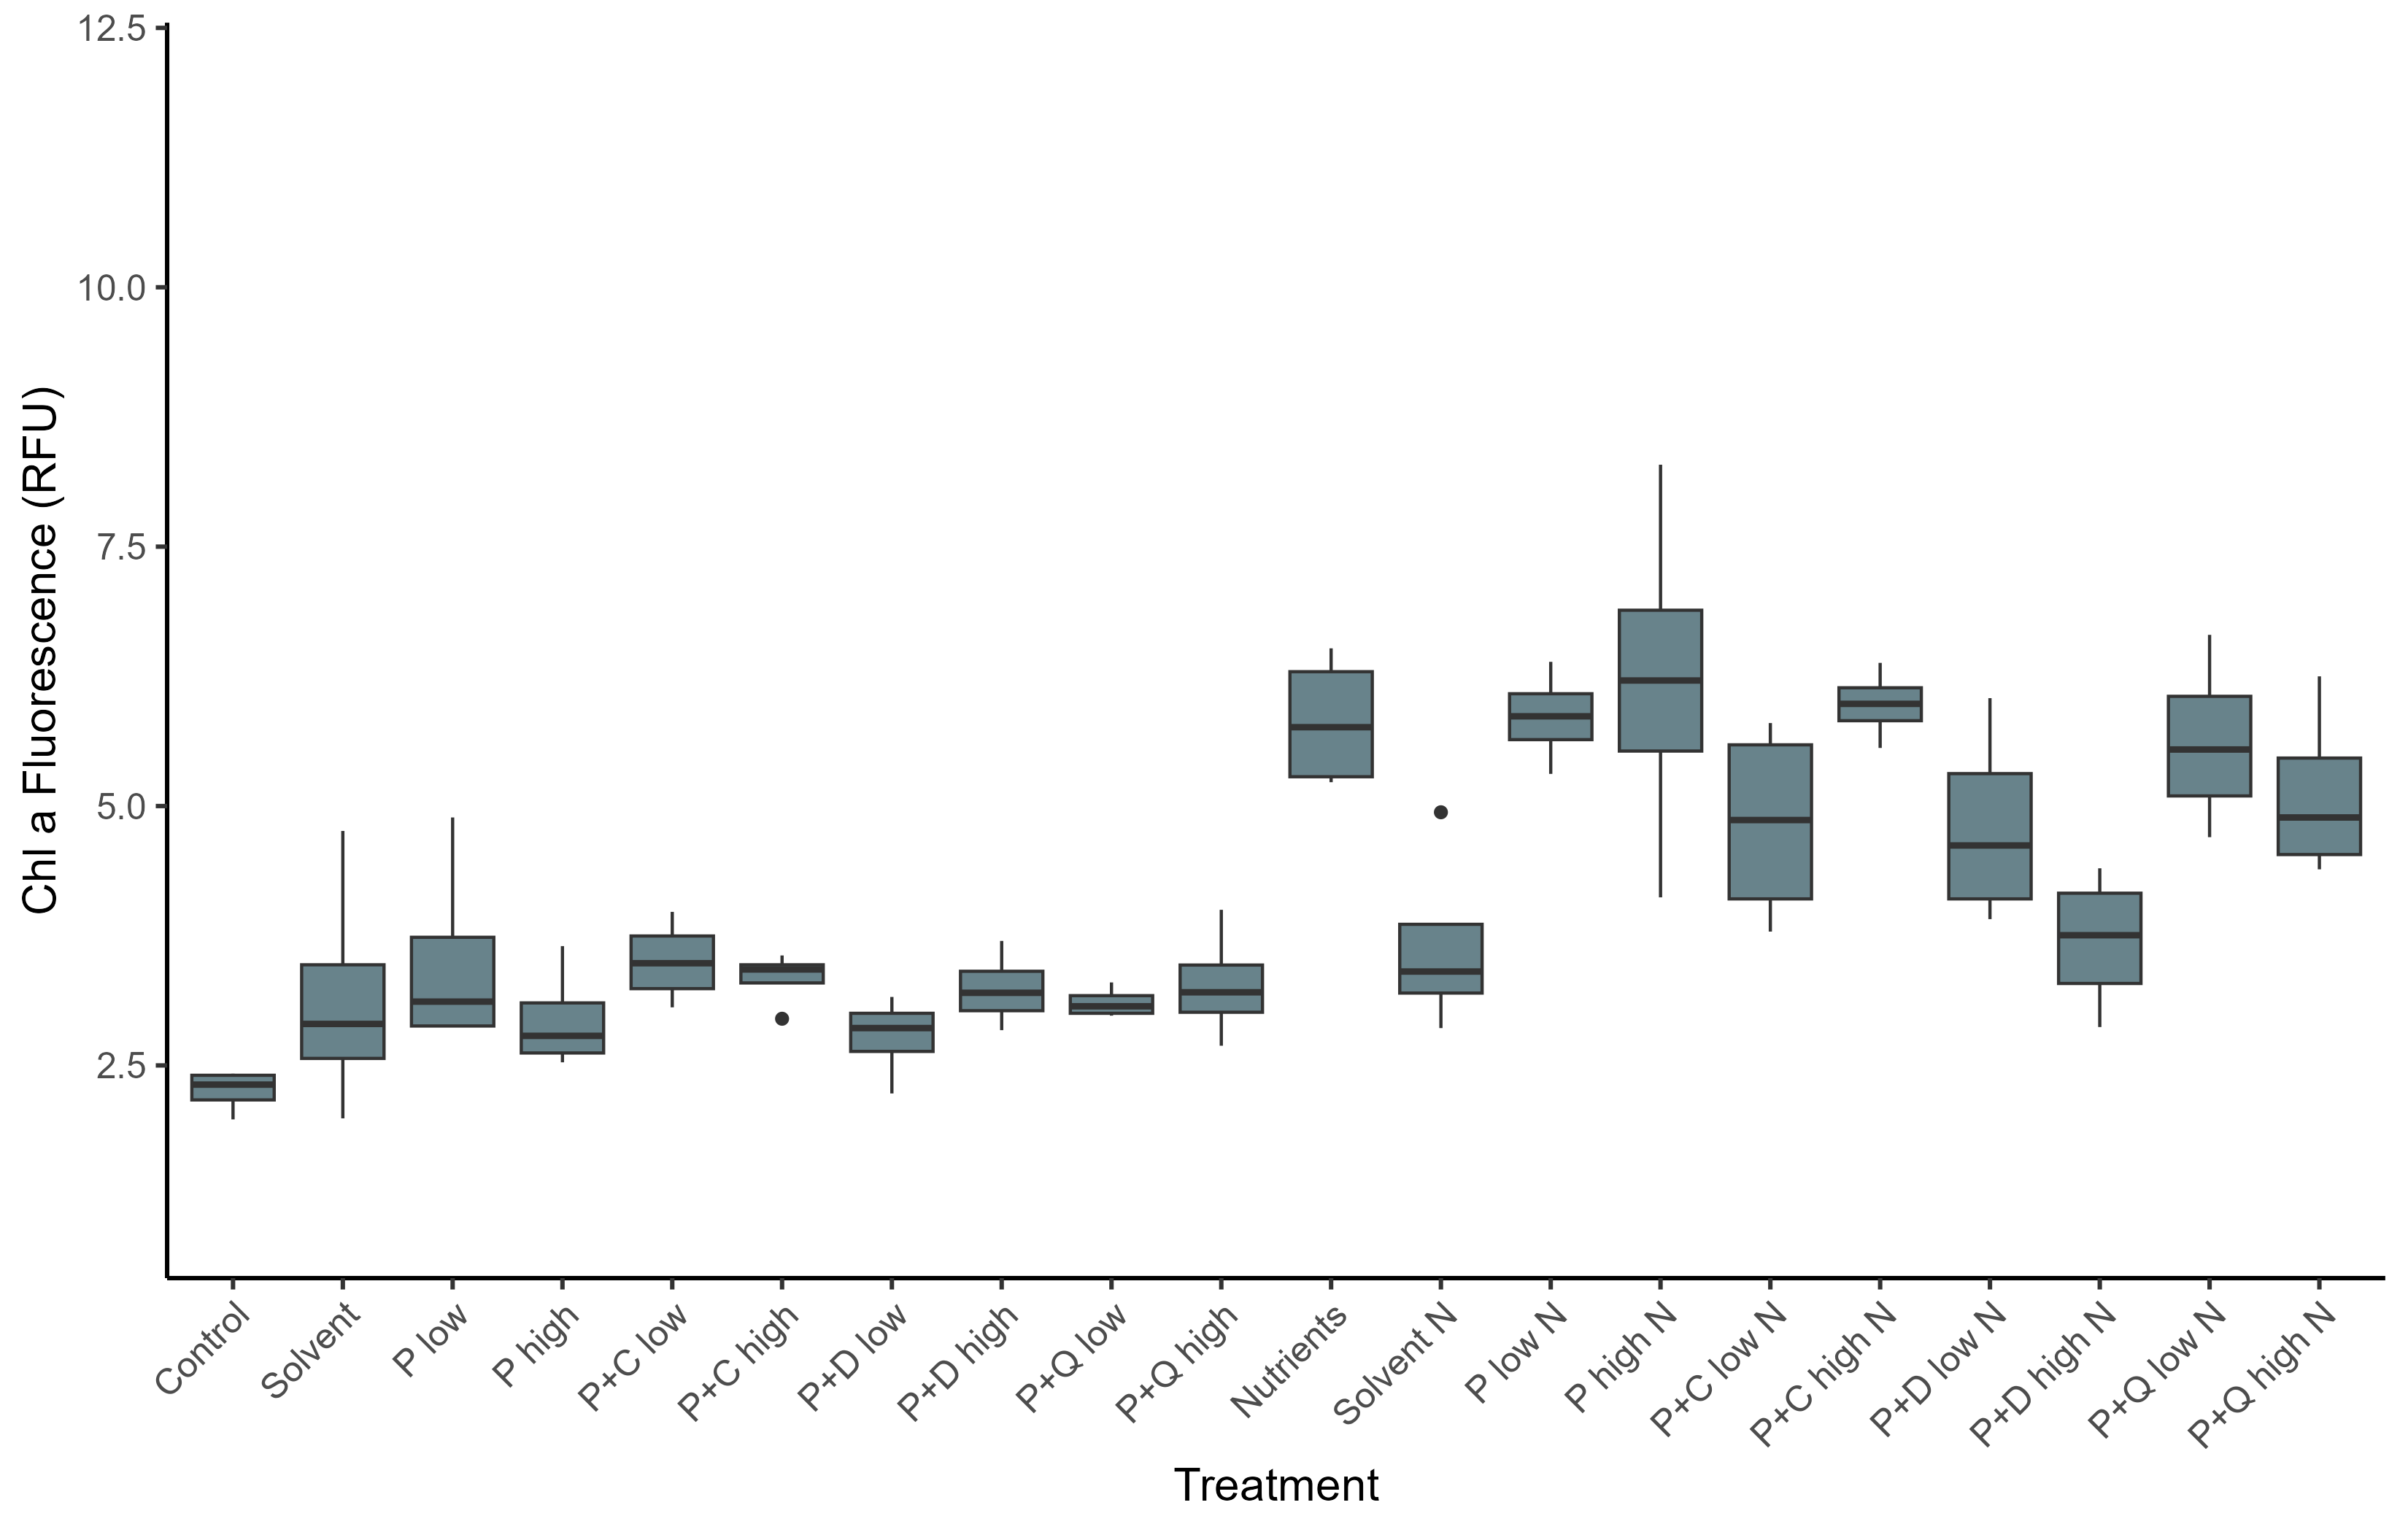 12.5
10.0
7.5
5.0
2.5
Chl a Fluorescence (RFU)
Control
Solvent
P low
P high
P+C low
P+C high
P+D low
P+D high
P+Q low
P+Q high
Nutrients
Solvent N
P low N
P high N
P+C low N
P+C high N
P+D low N
P+D high N
P+Q low N
P+Q high N
Treatment